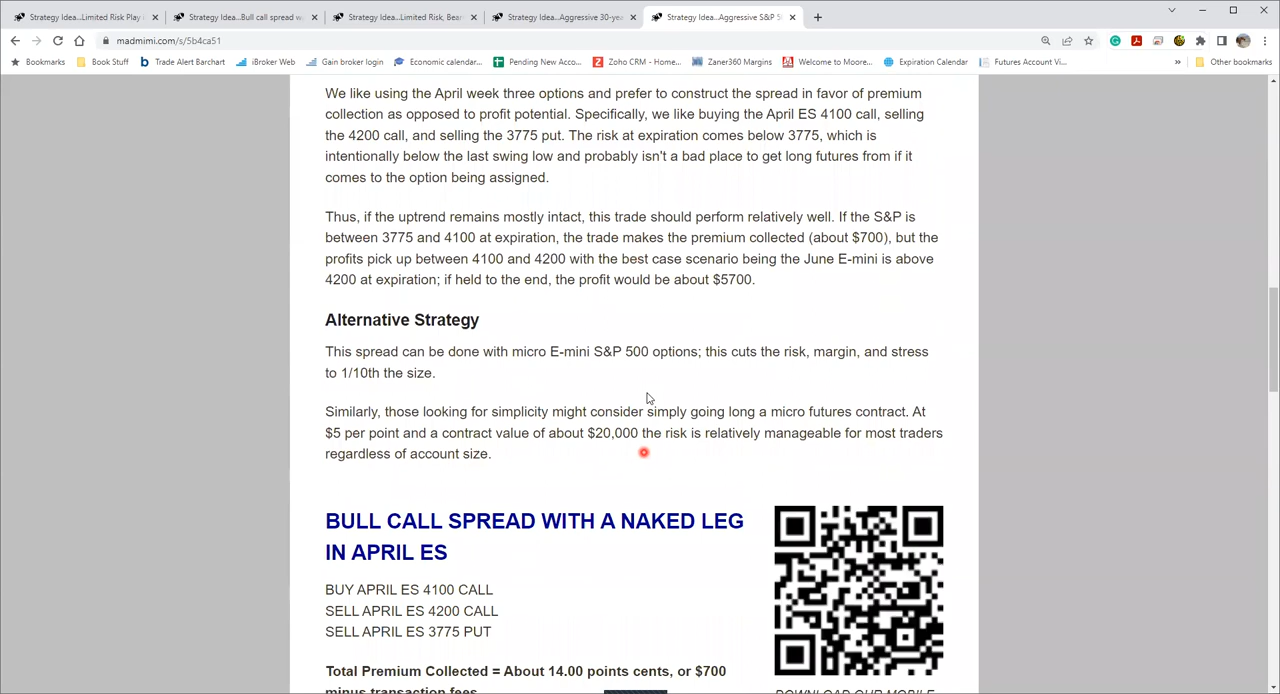 Strategy Idea...Limited Risk Play
Strategy Idea...Bull call spread w
Strategy Idea...Limited Risk, Bear
Strategy Idea...Aggressive 30-yea
Strategy Idea...Aggressive S&P 5
madmimi.com/s/5b4ca51
Bookmarks
Book Stuff
Trade Alert Barchart
iBroker Web
Gain broker login
Economic calendar...
Pending New Acco...
Zoho CRM - Home...
Zaner360 Margins
Welcome to Moore...
Expiration Calendar
Futures Account Vi...
»
Other bookmarks
We like using the April week three options and prefer to construct the spread in favor of premium
collection as opposed to profit potential. Specifically, we like buying the April ES 4100 call, selling
the 4200 call, and selling the 3775 put. The risk at expiration comes below 3775, which is
intentionally below the last swing low and probably isn't a bad place to get long futures from if it
comes to the option being assigned.
Thus, if the uptrend remains mostly intact, this trade should perform relatively well. If the S&P is
between 3775 and 4100 at expiration, the trade makes the premium collected (about $700), but the
profits pick up between 4100 and 4200 with the best case scenario being the June E-mini is above
4200 at expiration; if held to the end, the profit would be about $5700.
Alternative Strategy
This spread can be done with micro E-mini S&P 500 options; this cuts the risk, margin, and stress
to 1/10th the size.
Similarly, those looking for simplicity might consider simply going long a micro futures contract. At
$5 per point and a contract value of about $20,000 the risk is relatively manageable for most traders
regardless of account size.
BULL CALL SPREAD WITH A NAKED LEG
IN APRIL ES
BUY APRIL ES 4100 CALL
SELL APRIL ES 4200 CALL
SELL APRIL ES 3775 PUT
Total Premium Collected = About 14.00 points cents, or $700
minus transaction fees
DOWNLOAD OUR MOBILE